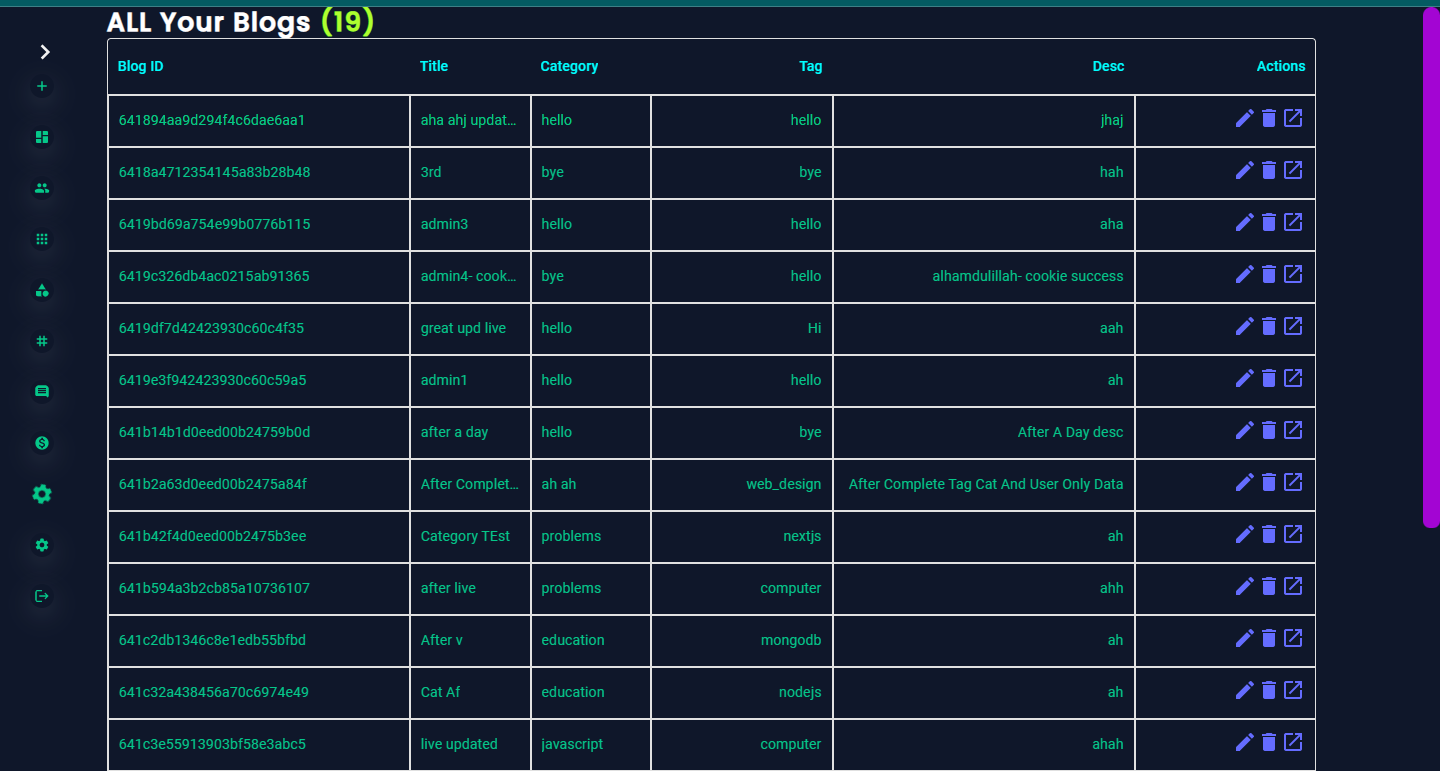 ALL Your Blogs (19)
Blog ID Title Category Tag Desc Actions
641894aa9d294f4c6dae6aa1 aha ahj updat... hello hello jhaj
6418a4712354145a83b28b48 3rd bye bye hah
6419bd69a754e99b0776b115 admin3 hello hello aha
6419c326db4ac0215ab91365 admin4- cook... bye hello alhamdulillah- cookie success
6419df7d42423930c60c4f35 great upd live hello Hi aah
6419e3f942423930c60c59a5 admin1 hello hello ah
641b14b1d0eed00b24759b0d after a day hello bye After A Day desc
641b2a63d0eed00b2475a84f After Complet... ah ah web_design After Complete Tag Cat And User Only Data
641b42f4d0eed00b2475b3ee Category TEst problems nextjs ah
641b594a3b2cb85a10736107 after live problems computer ahh
641c2db1346c8e1edb55bfbd After v education mongodb ah
641c32a438456a70c6974e49 Cat Af education nodejs ah
641c3e55913903bf58e3abc5 live updated javascript computer ahah